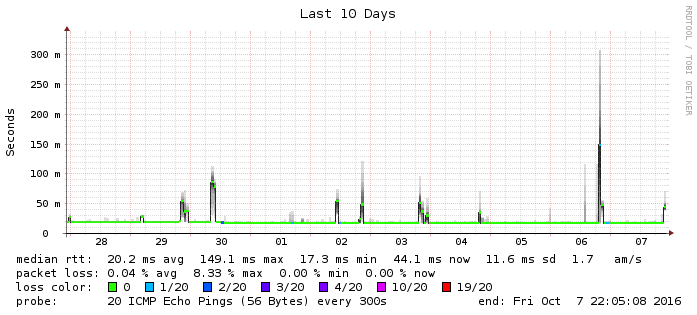 Last 10 Days
RRDTOOL / TOBI OETIKER
Seconds
300 m
250 m
200 m
150 m
100 m
50 m
0
28 29 30 01 02 03 04 05 06 07
median rtt: 20.2 ms avg 149.1 ms max 17.3 ms min 44.1 ms now 11.6 ms sd 1.7 am/s
packet loss: 0.04 % avg 8.33 % max 0.00 % min 0.00 % now
loss color: 0 1/20 2/20 3/20 4/20 10/20 19/20
probe: 20 ICMP Echo Pings (56 Bytes) every 300s end: Fri Oct 7 22:05:08 2016